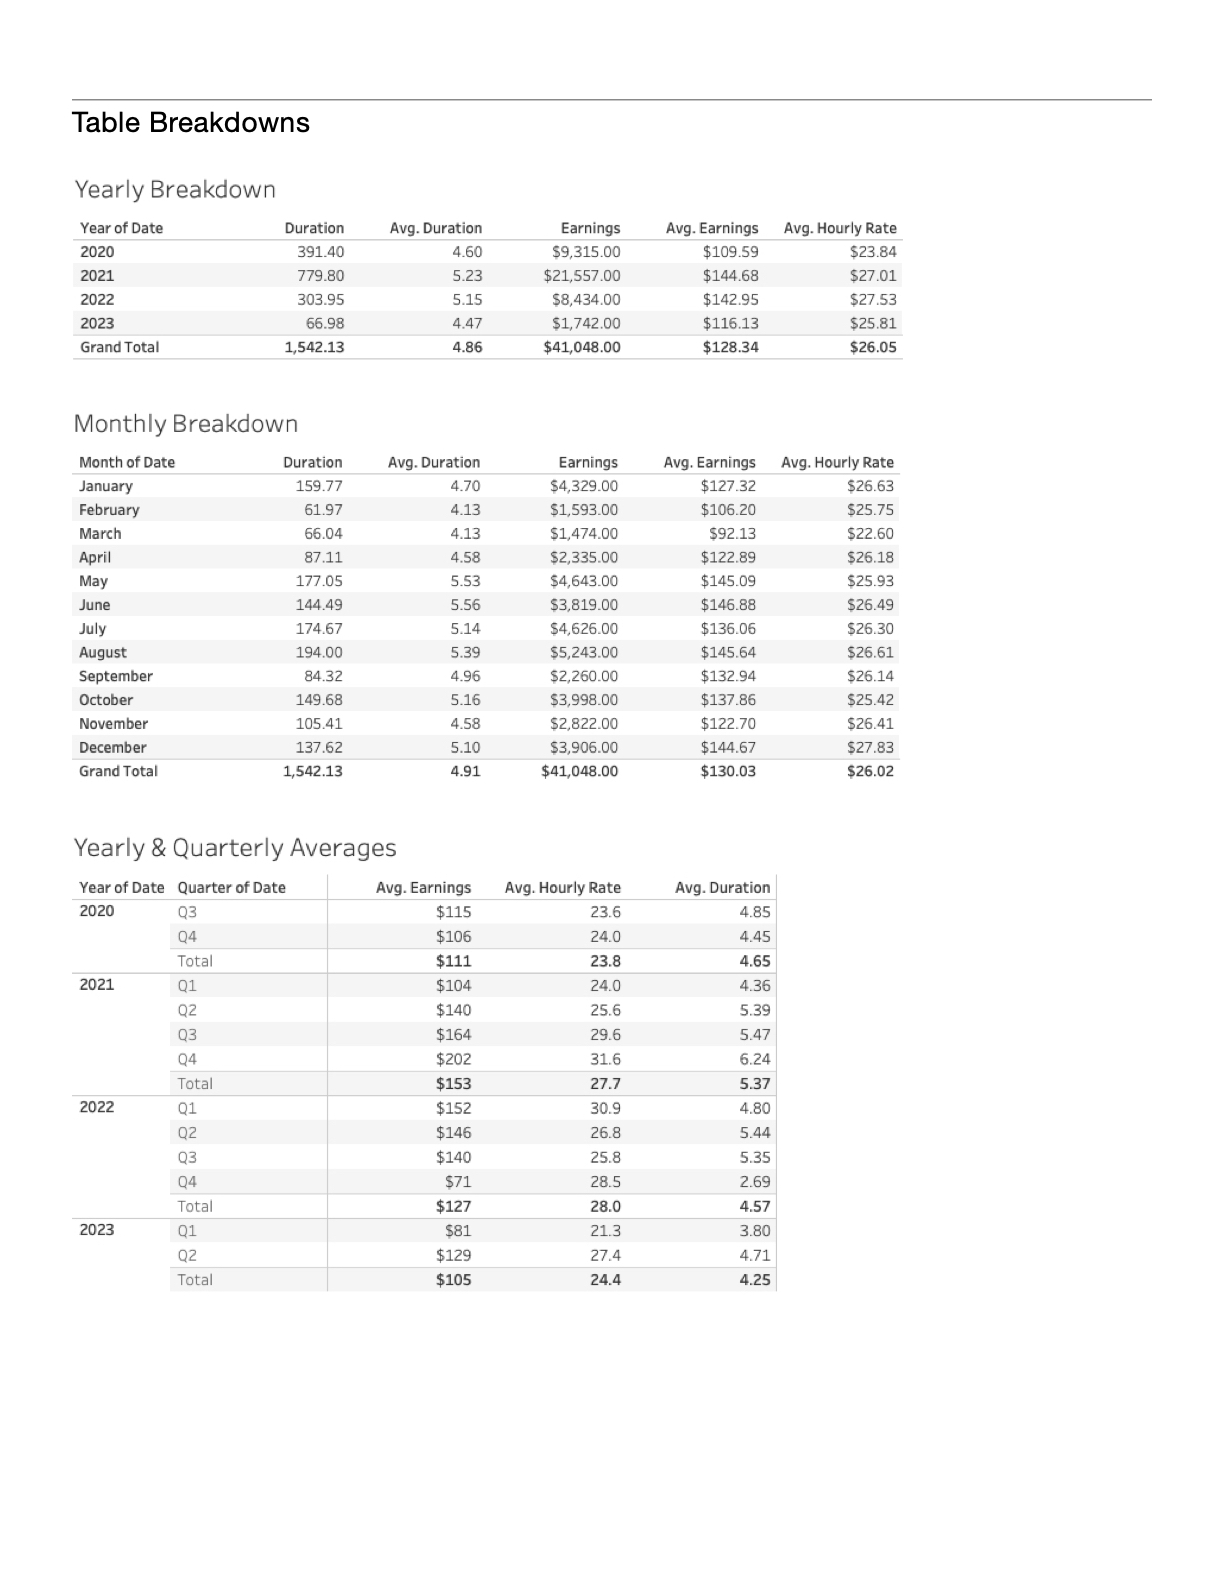 Table Breakdowns
Yearly Breakdown
Year of Date Duration Avg. Duration Earnings Avg. Earnings Avg. Hourly Rate
2020 391.40 4.60 $9,315.00 $109.59 $23.84
2021 779.80 5.23 $21,557.00 $144.68 $27.01
2022 303.95 5.15 $8,434.00 $142.95 $27.53
2023 66.98 4.47 $1,742.00 $116.13 $25.81
Grand Total 1,542.13 4.86 $41,048.00 $128.34 $26.05
Monthly Breakdown
Month of Date Duration Avg. Duration Earnings Avg. Earnings Avg. Hourly Rate
January 159.77 4.70 $4,329.00 $127.32 $26.63
February 61.97 4.13 $1,593.00 $106.20 $25.75
March 66.04 4.13 $1,474.00 $92.13 $22.60
April 87.11 4.58 $2,335.00 $122.89 $26.18
May 177.05 5.53 $4,643.00 $145.09 $25.93
June 144.49 5.56 $3,819.00 $146.88 $26.49
July 174.67 5.14 $4,626.00 $136.06 $26.30
August 194.00 5.39 $5,243.00 $145.64 $26.61
September 84.32 4.96 $2,260.00 $132.94 $26.14
October 149.68 5.16 $3,998.00 $137.86 $25.42
November 105.41 4.58 $2,822.00 $122.70 $26.41
December 137.62 5.10 $3,906.00 $144.67 $27.83
Grand Total 1,542.13 4.91 $41,048.00 $130.03 $26.02
Yearly & Quarterly Averages
Year of Date Quarter of Date Avg. Earnings Avg. Hourly Rate Avg. Duration
2020 Q3 $115 23.6 4.85
Q4 $106 24.0 4.45
Total $111 23.8 4.65
2021 Q1 $104 24.0 4.36
Q2 $140 25.6 5.39
Q3 $164 29.6 5.47
Q4 $202 31.6 6.24
Total $153 27.7 5.37
2022 Q1 $152 30.9 4.80
Q2 $146 26.8 5.44
Q3 $140 25.8 5.35
Q4 $71 28.5 2.69
Total $127 28.0 4.57
2023 Q1 $81 21.3 3.80
Q2 $129 27.4 4.71
Total $105 24.4 4.25